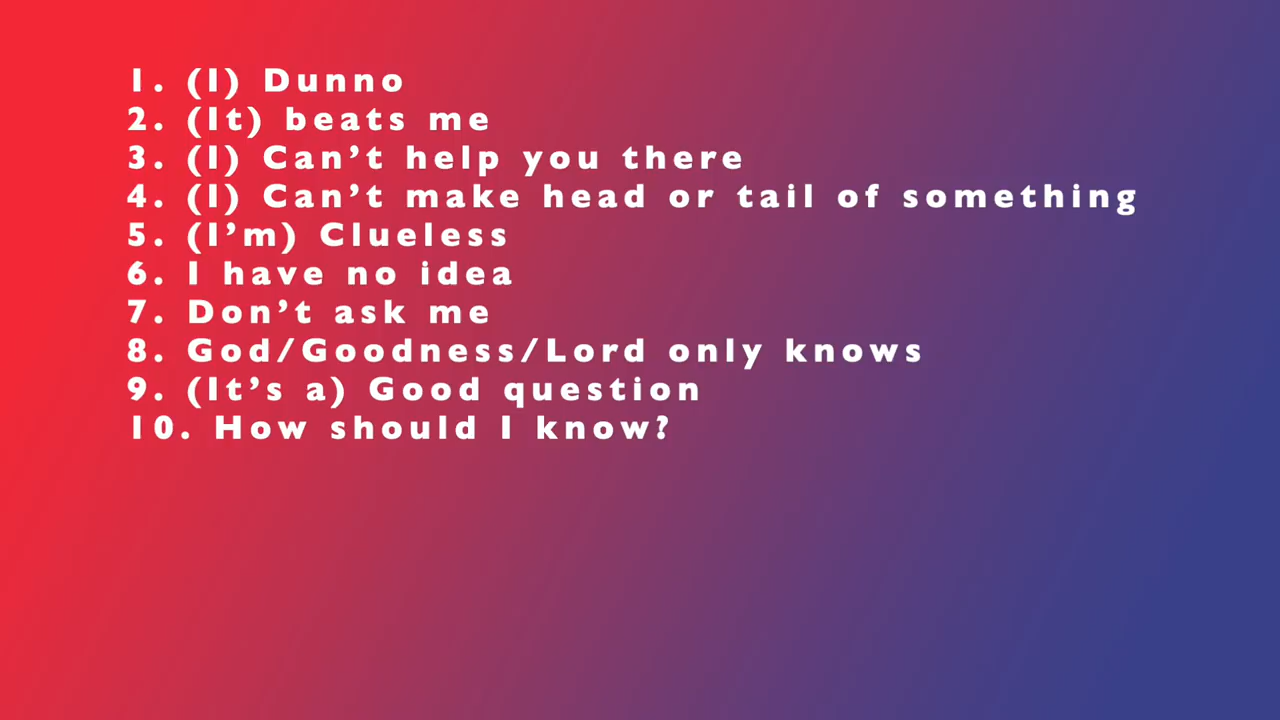 1. (I) Dunno
2. (It) beats me
3. (I) Can’t help you there
4. (I) Can’t make head or tail of something
5. (I’m) Clueless
6. I have no idea
7. Don’t ask me
8. God/Goodness/Lord only knows
9. (It’s a) Good question
10. How should I know?